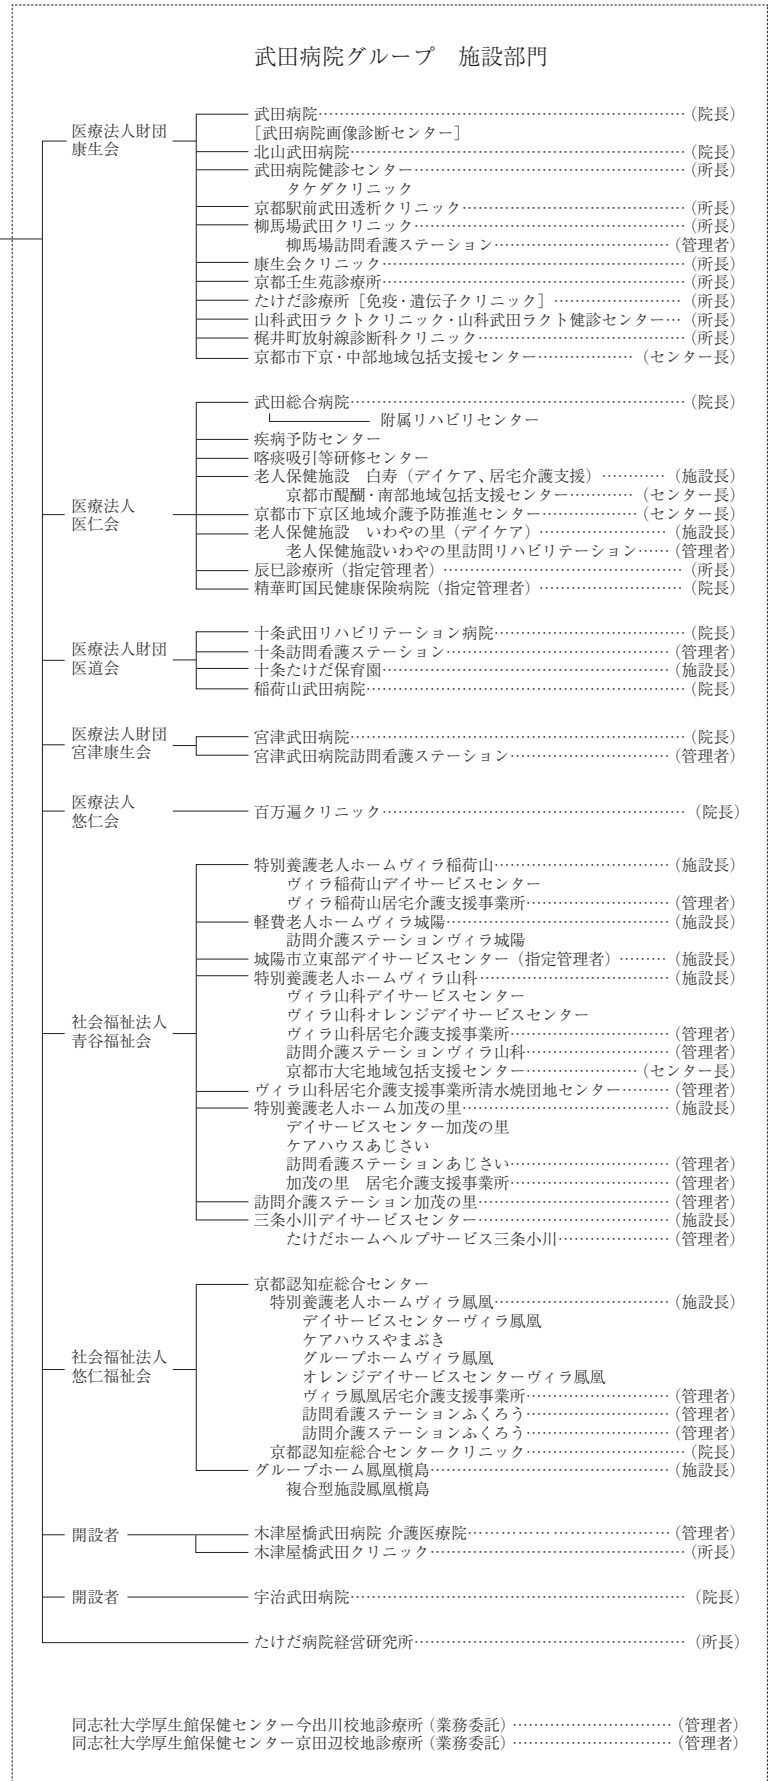 武田病院グループ　施設部門
医療法人財団
康生会
武田病院……………（院長）
［武田病院画像診断センター］
北山武田病院……………（院長）
武田病院健診センター……………（所長）
タケダクリニック
京都駅前武田透析クリニック……………（所長）
柳馬場武田クリニック……………（所長）
柳馬場訪問看護ステーション……………（管理者）
康生会クリニック……………（所長）
京都壬生苑診療所……………（所長）
たけだ診療所［免疫・遺伝子クリニック］……………（所長）
山科武田ラクトクリニック・山科武田ラクト健診センター…（所長）
梶井町放射線診断科クリニック……………（所長）
京都市下京・中部地域包括支援センター……………（センター長）
医療法人
医仁会
武田総合病院……………（院長）
附属リハビリセンター
疾病予防センター
喀痰吸引等研修センター
老人保健施設　白寿（デイケア、居宅介護支援）…………（施設長）
京都市醍醐・南部地域包括支援センター…………（センター長）
京都市下京区地域介護予防推進センター……………（センター長）
老人保健施設　いわやの里（デイケア）……………（施設長）
老人保健施設いわやの里訪問リハビリテーション……（管理者）
辰巳診療所（指定管理者）……………（所長）
精華町国民健康保険病院（指定管理者）……………（院長）
医療法人財団
医道会
十条武田リハビリテーション病院……………（院長）
十条訪問看護ステーション……………（管理者）
十条たけだ保育園……………（施設長）
稲荷山武田病院……………（院長）
医療法人財団
宮津康生会
宮津武田病院……………（院長）
宮津武田病院訪問看護ステーション……………（管理者）
医療法人
悠仁会
百万遍クリニック……………（院長）
社会福祉法人
青谷福祉会
特別養護老人ホームヴィラ稲荷山……………（施設長）
ヴィラ稲荷山デイサービスセンター
ヴィラ稲荷山居宅介護支援事業所……………（管理者）
軽費老人ホームヴィラ城陽……………（施設長）
訪問介護ステーションヴィラ城陽
城陽市立東部デイサービスセンター（指定管理者）………（施設長）
特別養護老人ホームヴィラ山科……………（施設長）
ヴィラ山科デイサービスセンター
ヴィラ山科オレンジデイサービスセンター
ヴィラ山科居宅介護支援事業所……………（管理者）
訪問介護ステーションヴィラ山科……………（管理者）
京都市大宅地域包括支援センター……………（センター長）
ヴィラ山科居宅介護支援事業所清水焼団地センター………（管理者）
特別養護老人ホーム加茂の里……………（施設長）
デイサービスセンター加茂の里
ケアハウスあじさい
訪問看護ステーションあじさい……………（管理者）
加茂の里　居宅介護支援事業所……………（管理者）
訪問介護ステーション加茂の里……………（管理者）
三条小川デイサービスセンター……………（施設長）
たけだホームヘルプサービス三条小川……………（管理者）
社会福祉法人
悠仁福祉会
京都認知症総合センター
特別養護老人ホームヴィラ鳳凰……………（施設長）
デイサービスセンターヴィラ鳳凰
ケアハウスやまぶき
グループホームヴィラ鳳凰
オレンジデイサービスセンターヴィラ鳳凰
ヴィラ鳳凰居宅介護支援事業所……………（管理者）
訪問看護ステーションふくろう……………（管理者）
訪問介護ステーションふくろう……………（管理者）
京都認知症総合センタークリニック……………（院長）
グループホーム鳳凰槇島……………（施設長）
複合型施設鳳凰槇島
開設者
木津屋橋武田病院 介護医療院……………（管理者）
木津屋橋武田クリニック……………（所長）
開設者
宇治武田病院……………（院長）
たけだ病院経営研究所……………（所長）
同志社大学厚生館保健センター今出川校地診療所（業務委託）……………（管理者）
同志社大学厚生館保健センター京田辺校地診療所（業務委託）……………（管理者）